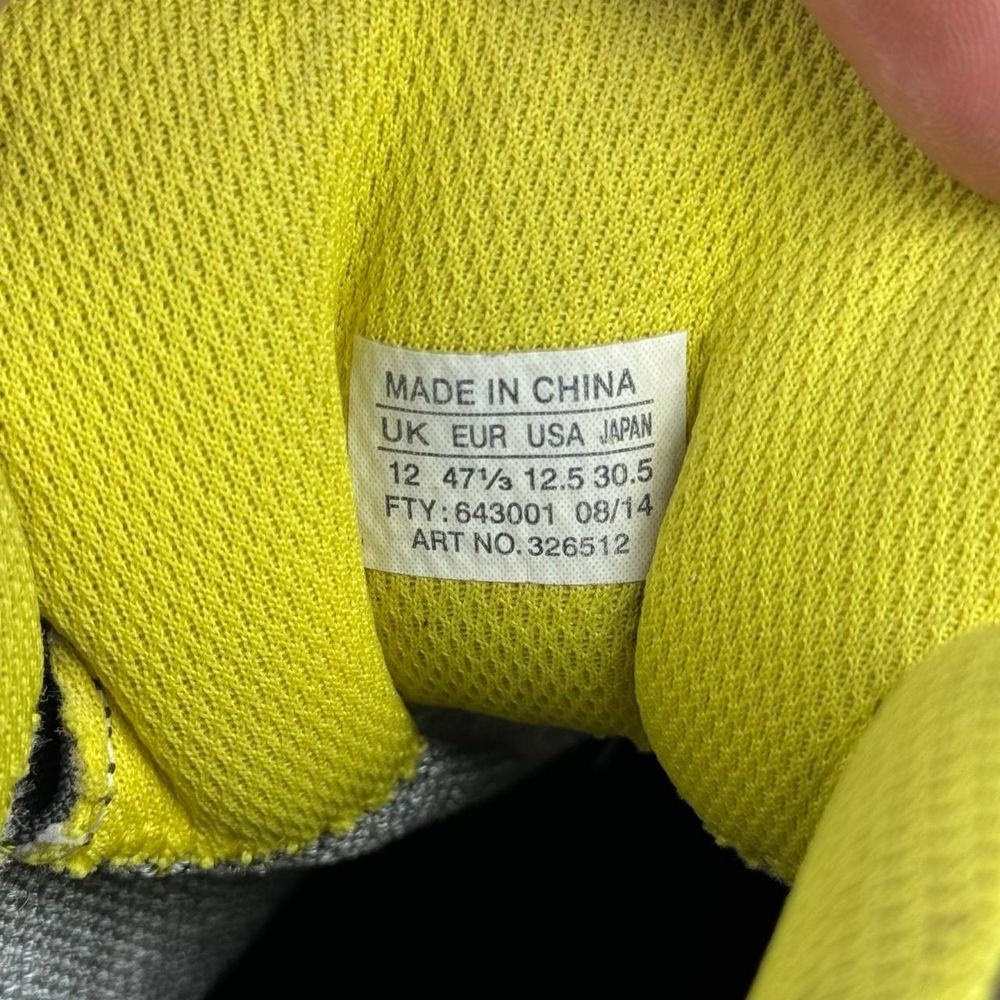 MADE IN CHINA
UK EUR USA JAPAN
12 47⅓ 12.5 30.5
FTY: 643001 08/14
ART NO. 326512